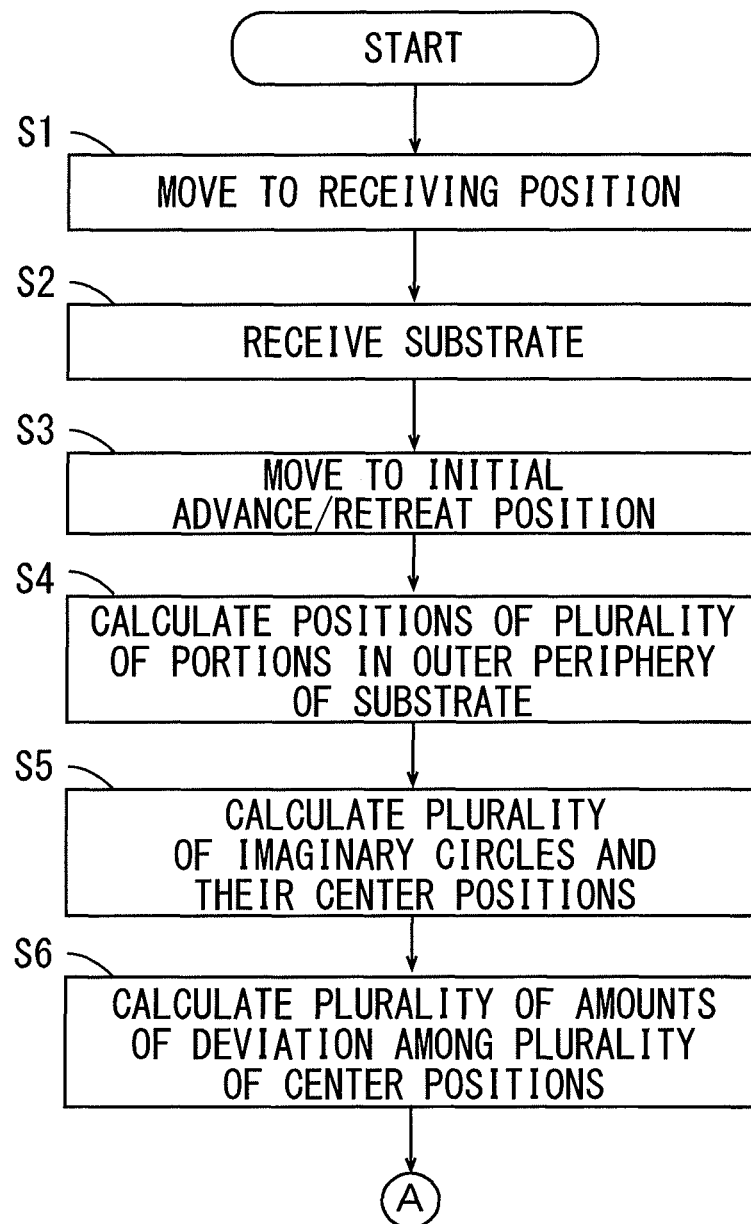 START
S1
MOVE TO RECEIVING POSITION
S2
RECEIVE SUBSTRATE
S3
MOVE TO INITIAL
ADVANCE/RETREAT POSITION
S4
CALCULATE POSITIONS OF PLURALITY
OF PORTIONS IN OUTER PERIPHERY
OF SUBSTRATE
S5
CALCULATE PLURALITY
OF IMAGINARY CIRCLES AND
THEIR CENTER POSITIONS
S6
CALCULATE PLURALITY OF AMOUNTS
OF DEVIATION AMONG PLURALITY
OF CENTER POSITIONS
A